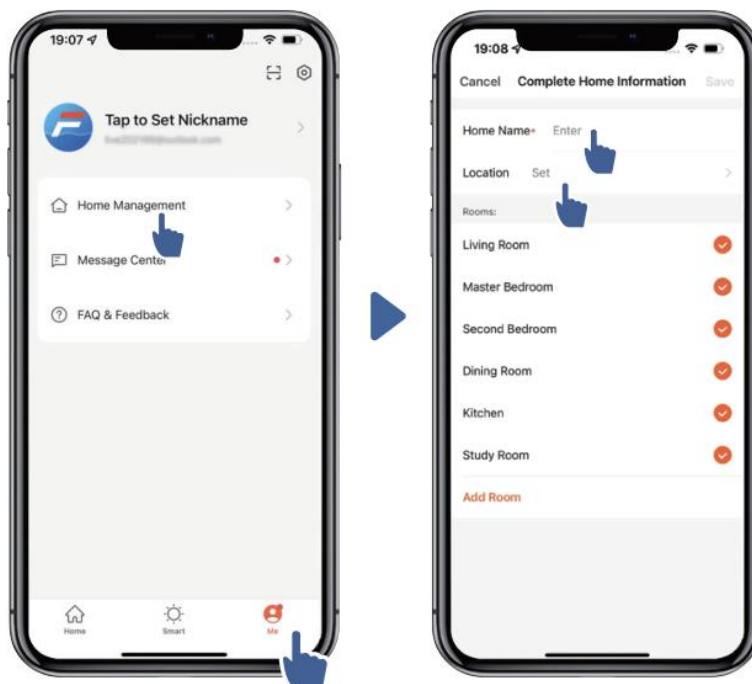 19:07
Tap to Set Nickname
Home Management
Message Center
FAQ & Feedback
Home
Smart
Me
19:08
Cancel Complete Home Information Save
Home Name* Enter
Location Set
Rooms:
Living Room
Master Bedroom
Second Bedroom
Dining Room
Kitchen
Study Room
Add Room